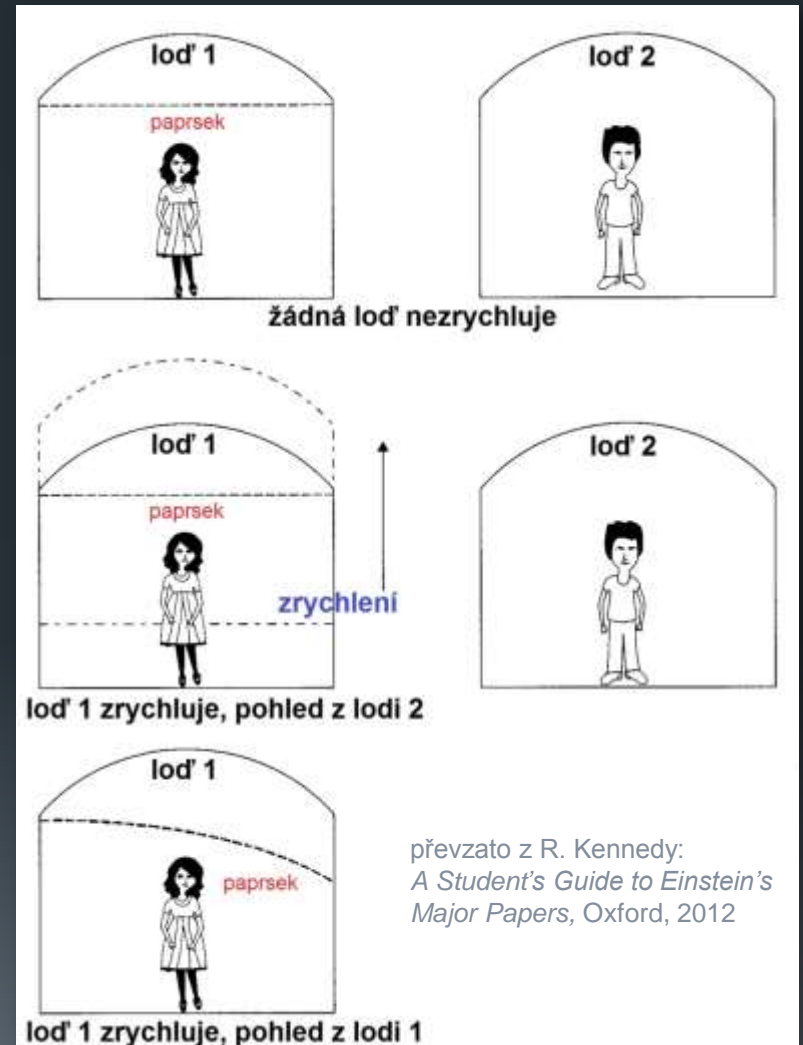 loď 1
paprsek
loď 2
žádná loď nezrychluje
loď 1
paprsek
zrychlení
loď 2
loď 1 zrychluje, pohled z lodi 2
loď 1
paprsek
převzato z R. Kennedy:
A Student's Guide to Einstein's
Major Papers, Oxford, 2012
loď 1 zrychluje, pohled z lodi 1